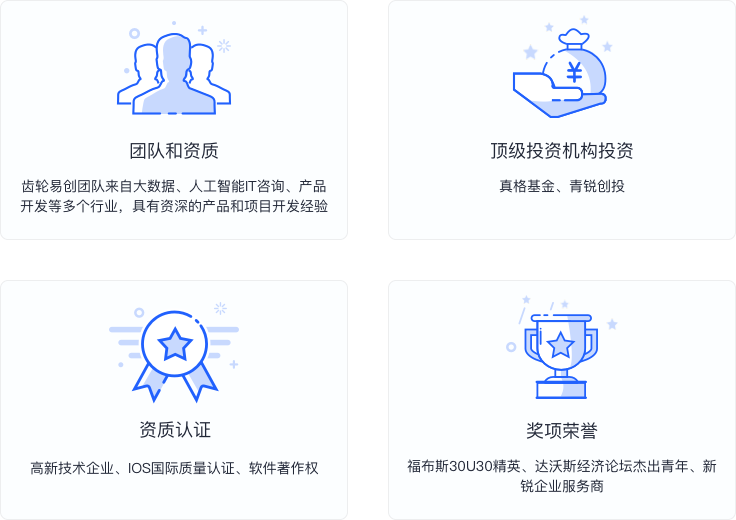 团队和资质
齿轮易创团队来自大数据、人工智能IT咨询、产品
开发等多个行业，具有资深的产品和项目开发经验
顶级投资机构投资
真格基金、青锐创投
资质认证
高新技术企业、IOS国际质量认证、软件著作权
奖项荣誉
福布斯30U30精英、达沃斯经济论坛杰出青年、新
锐企业服务商